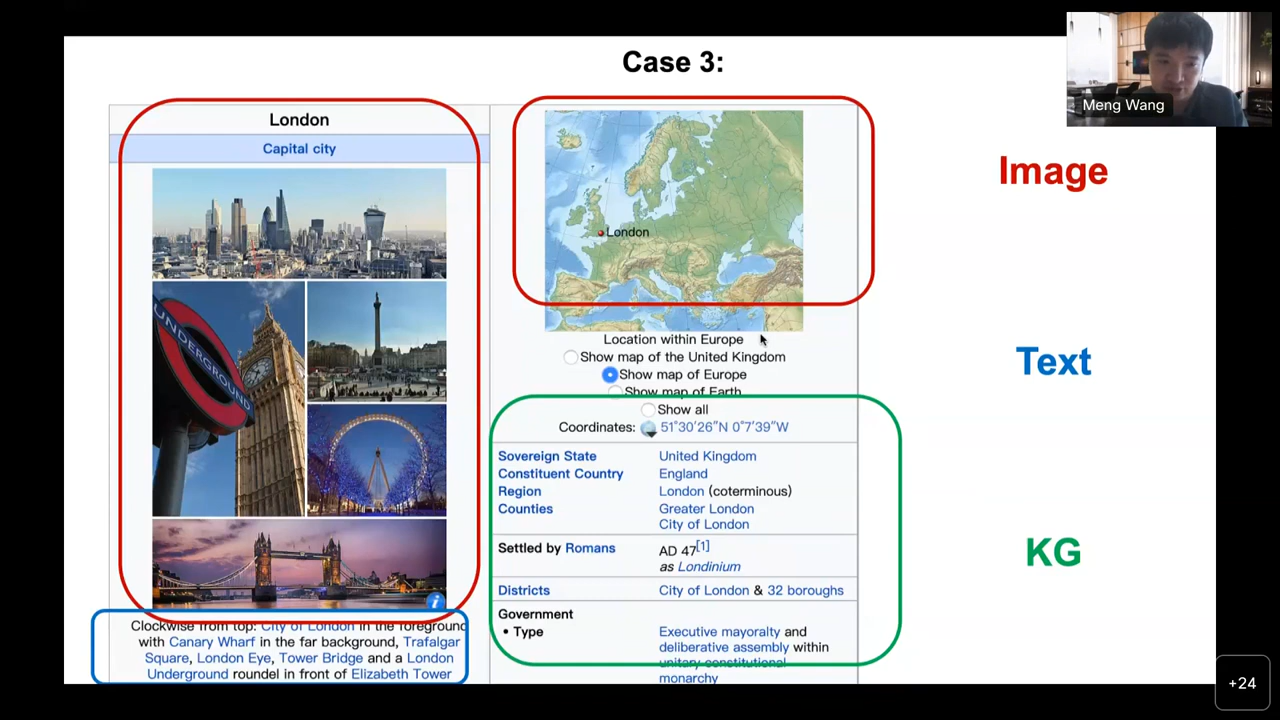 Case 3:
Meng Wang
London
Capital city
UNDERGROUND
Clockwise from top: City of London in the foreground
with Canary Wharf in the far background, Trafalgar
Square, London Eye, Tower Bridge and a London
Underground roundel in front of Elizabeth Tower
London
Location within Europe
Show map of the United Kingdom
Show map of Europe
Show map of Earth
Show all
Coordinates: 51°30′26″N 0°7′39″W
Sovereign State United Kingdom
Constituent Country England
Region London (coterminous)
Counties Greater London
City of London
Settled by Romans AD 47[1]
as Londinium
Districts City of London & 32 boroughs
Government
• Type Executive mayoralty and
deliberative assembly within
unitary constitutional
monarchy
Image
Text
KG
+24